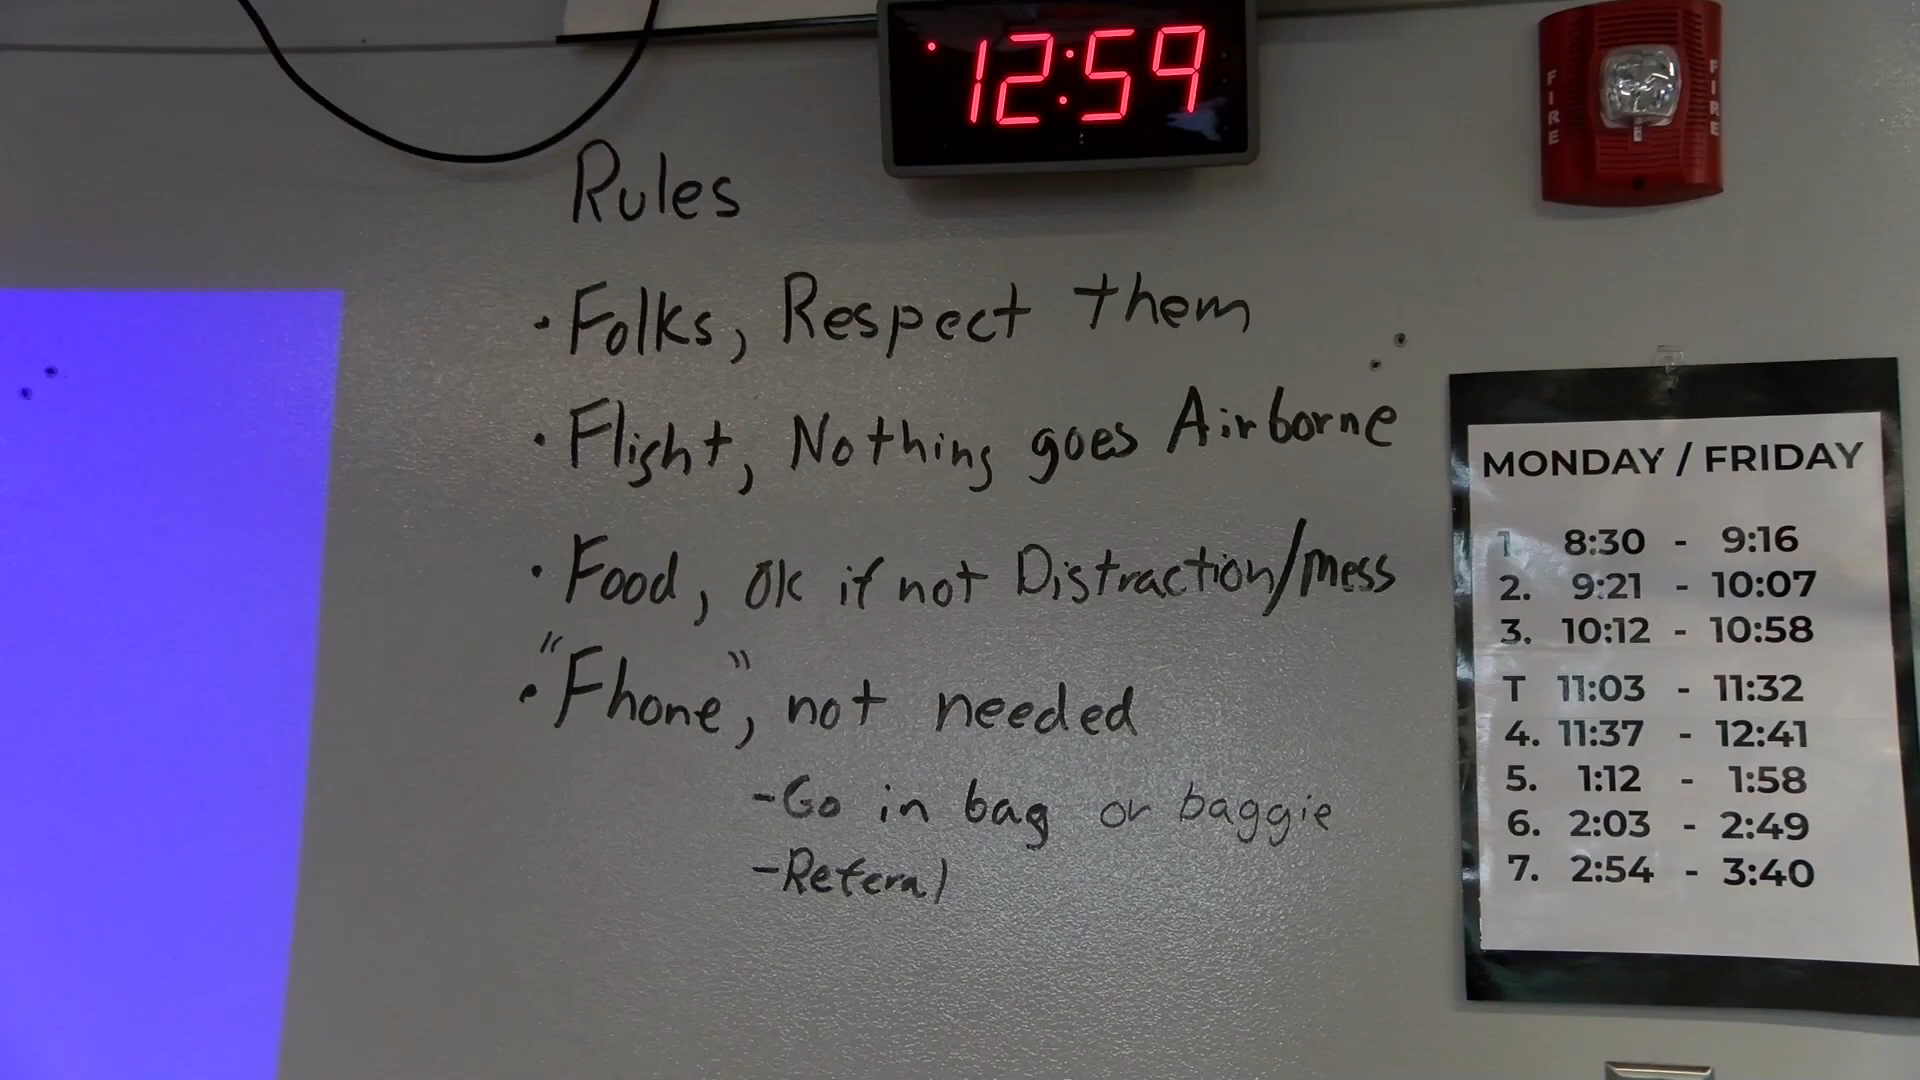 12:59
FIRE
FIRE
Rules
• Folks, Respect them
• Flight, Nothing goes Airborne
• Food, ok if not Distraction/mess
• "Fhone", not needed
-Go in bag or baggie
-Referal
MONDAY / FRIDAY
1. 8:30 - 9:16
2. 9:21 - 10:07
3. 10:12 - 10:58
T 11:03 - 11:32
4. 11:37 - 12:41
5. 1:12 - 1:58
6. 2:03 - 2:49
7. 2:54 - 3:40